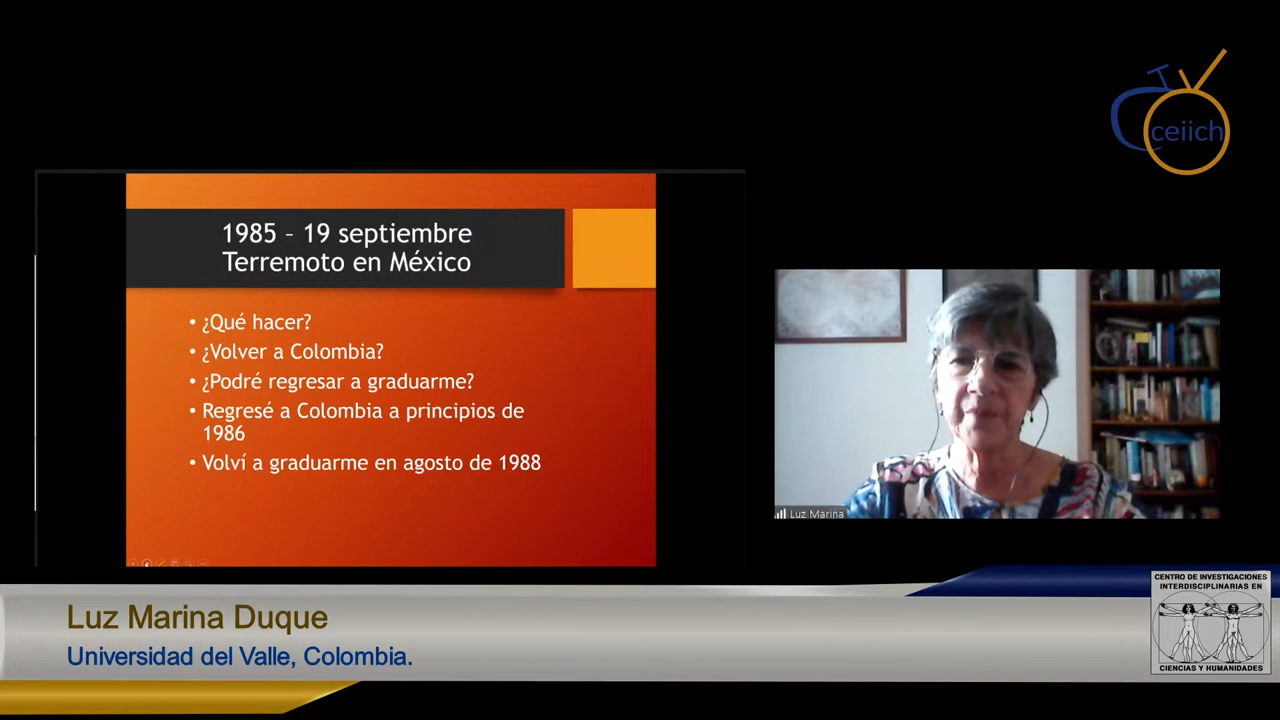 TV
ceiich
1985 – 19 septiembre
Terremoto en México
• ¿Qué hacer?
• ¿Volver a Colombia?
• ¿Podré regresar a graduarme?
• Regresé a Colombia a principios de
1986
• Volví a graduarme en agosto de 1988
Luz Marina
Luz Marina Duque
Universidad del Valle, Colombia.
CENTRO DE INVESTIGACIONES
INTERDISCIPLINARIAS EN
CIENCIAS Y HUMANIDADES